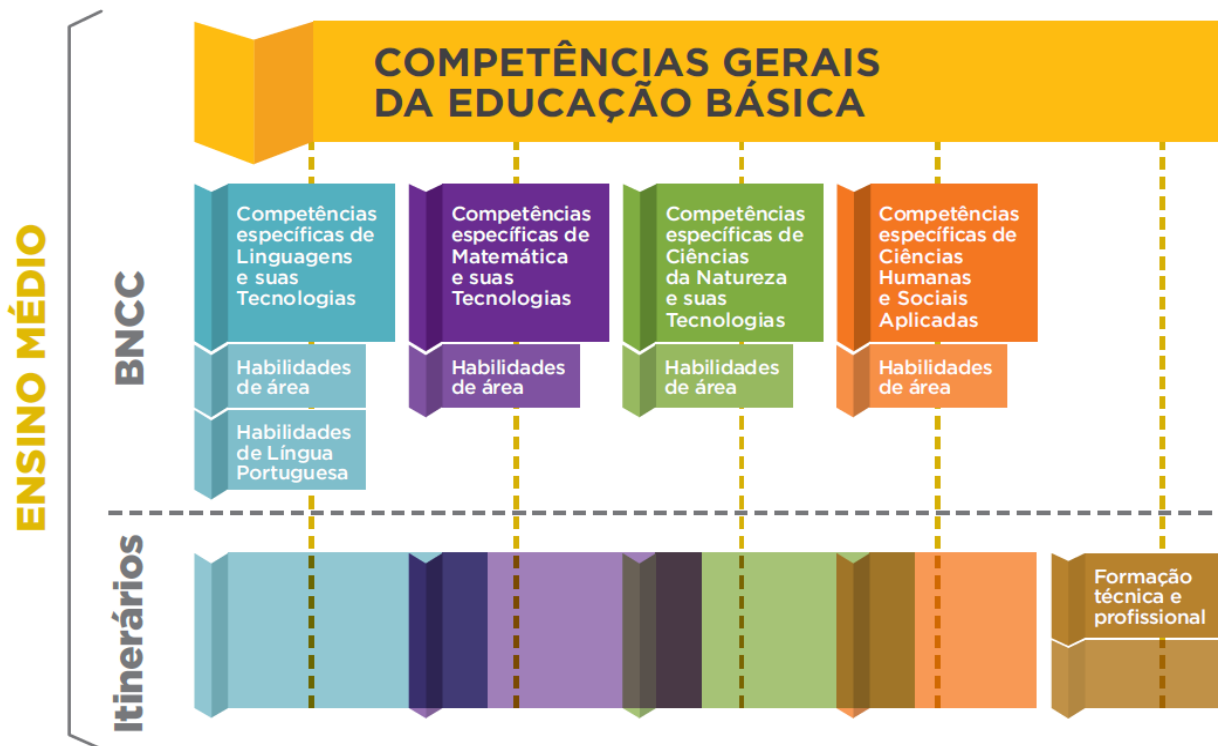 COMPETÊNCIAS GERAIS
DA EDUCAÇÃO BÁSICA
ENSINO MÉDIO
BNCC
Competências
específicas de
Linguagens
e suas
Tecnologias
Habilidades
de área
Habilidades
de Língua
Portuguesa
Competências
específicas de
Matemática
e suas
Tecnologias
Habilidades
de área
Competências
específicas de
Ciências
da Natureza
e suas
Tecnologias
Habilidades
de área
Competências
específicas de
Ciências
Humanas
e Sociais
Aplicadas
Habilidades
de área
Itinerários
Formação
técnica e
profissional